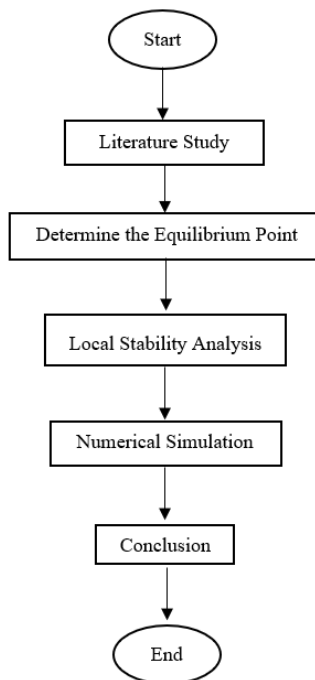 Start
Literature Study
Determine the Equilibrium Point
Local Stability Analysis
Numerical Simulation
Conclusion
End